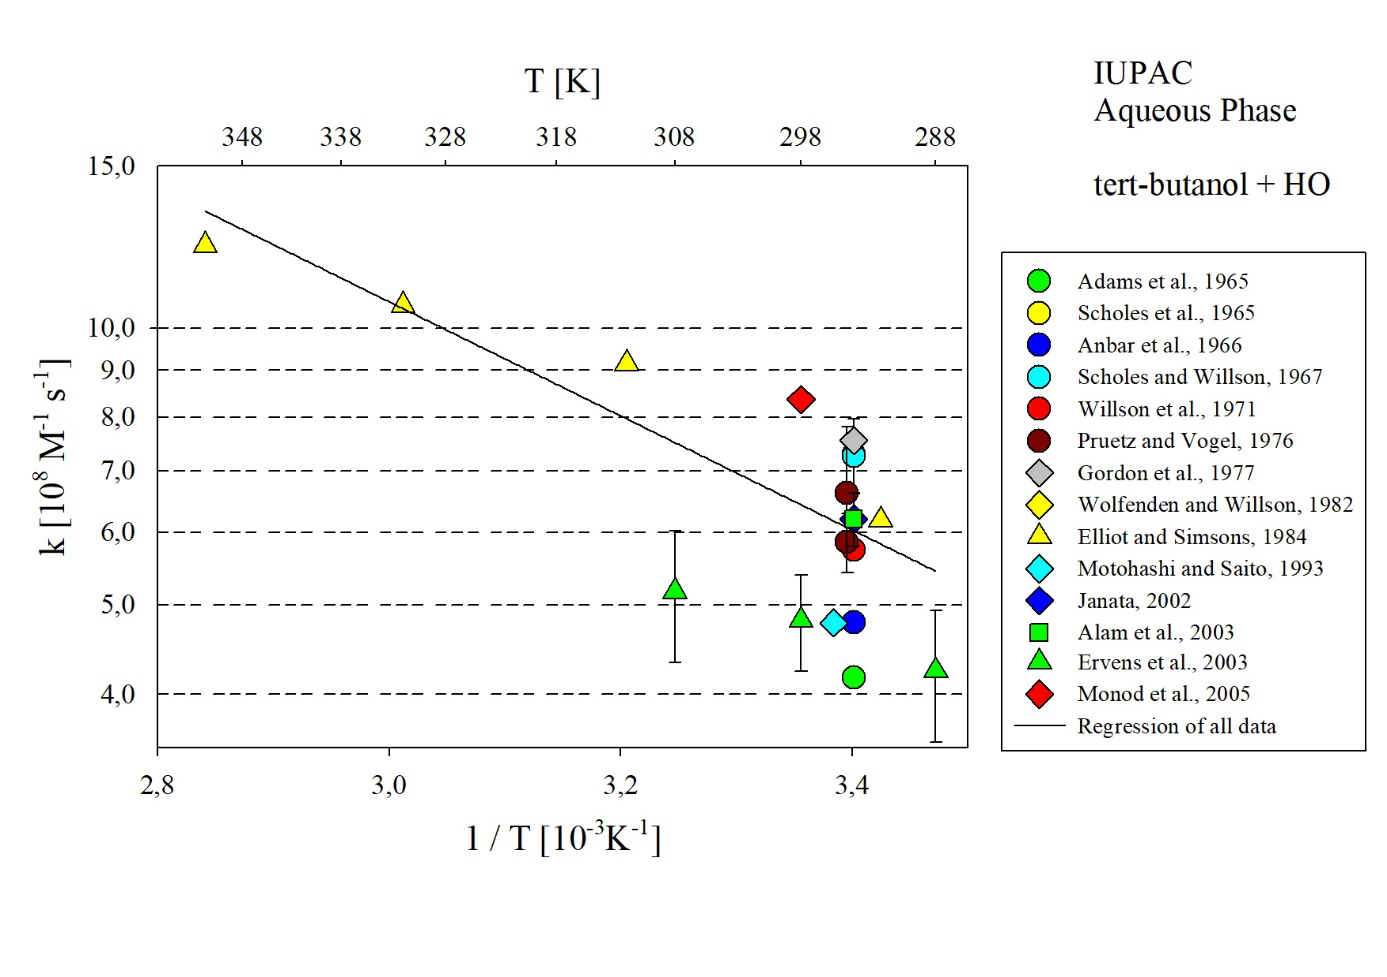 T [K]
348 338 328 318 308 298 288
15,0
10,0
9,0
8,0
7,0
6,0
5,0
4,0
k [10⁸ M⁻¹ s⁻¹]
2,8 3,0 3,2 3,4
1 / T [10⁻³K⁻¹]
IUPAC
Aqueous Phase
tert-butanol + HO
Adams et al., 1965
Scholes et al., 1965
Anbar et al., 1966
Scholes and Willson, 1967
Willson et al., 1971
Pruetz and Vogel, 1976
Gordon et al., 1977
Wolfenden and Willson, 1982
Elliot and Simsons, 1984
Motohashi and Saito, 1993
Janata, 2002
Alam et al., 2003
Ervens et al., 2003
Monod et al., 2005
Regression of all data